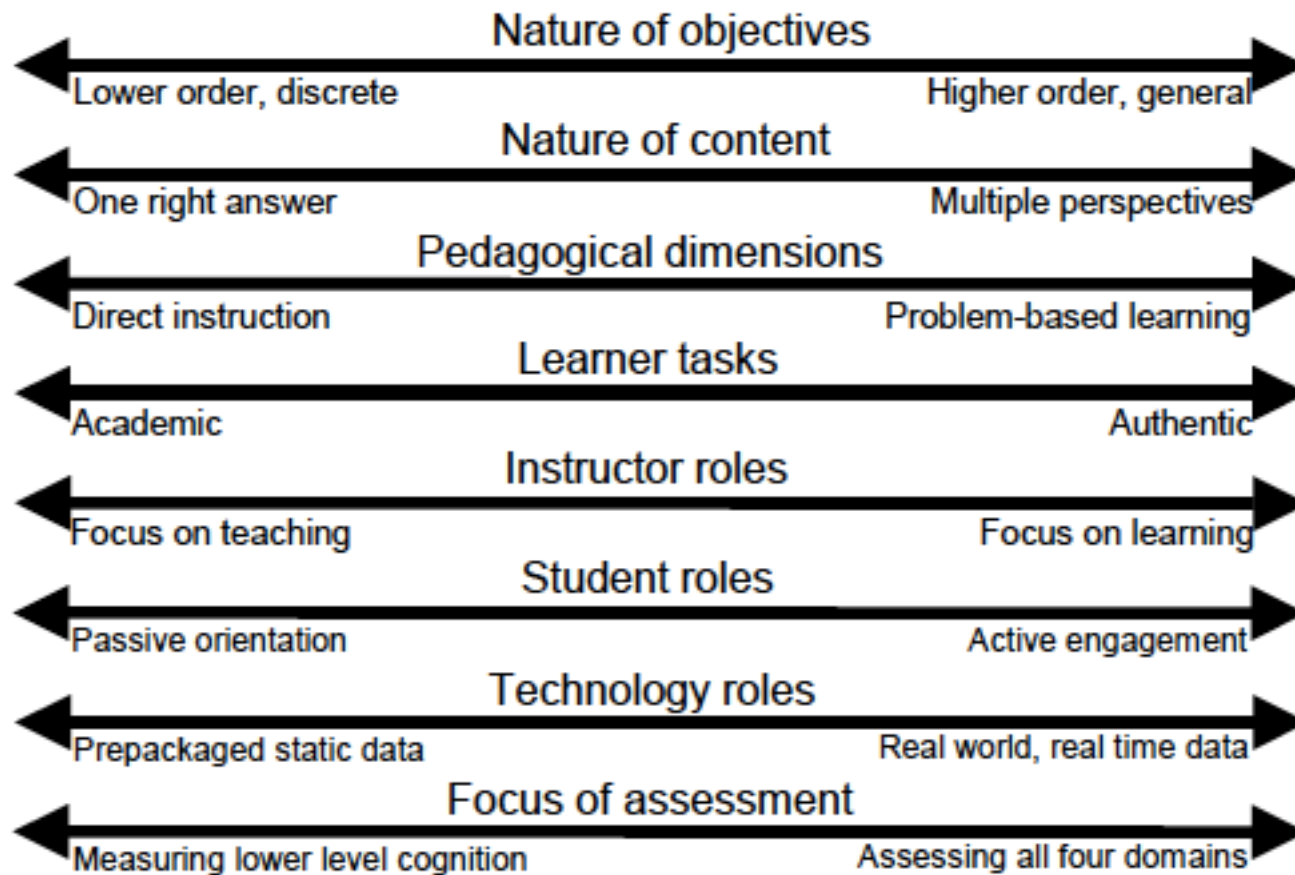 Nature of objectives
Lower order, discrete Higher order, general
Nature of content
One right answer Multiple perspectives
Pedagogical dimensions
Direct instruction Problem-based learning
Learner tasks
Academic Authentic
Instructor roles
Focus on teaching Focus on learning
Student roles
Passive orientation Active engagement
Technology roles
Prepackaged static data Real world, real time data
Focus of assessment
Measuring lower level cognition Assessing all four domains